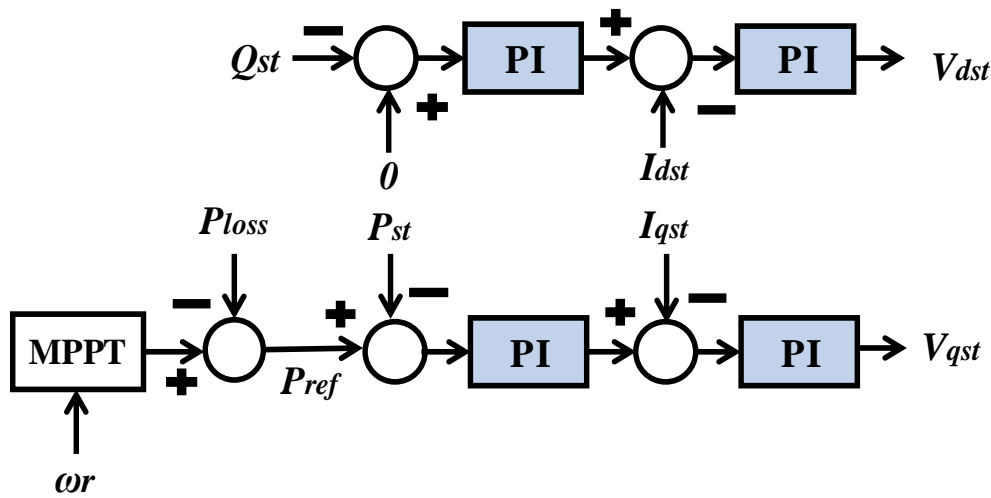 Qst − + PI + − PI Vdst
0 Idst
Ploss Pst Iqst
MPPT − + Pref + − PI + − PI Vqst
ωr